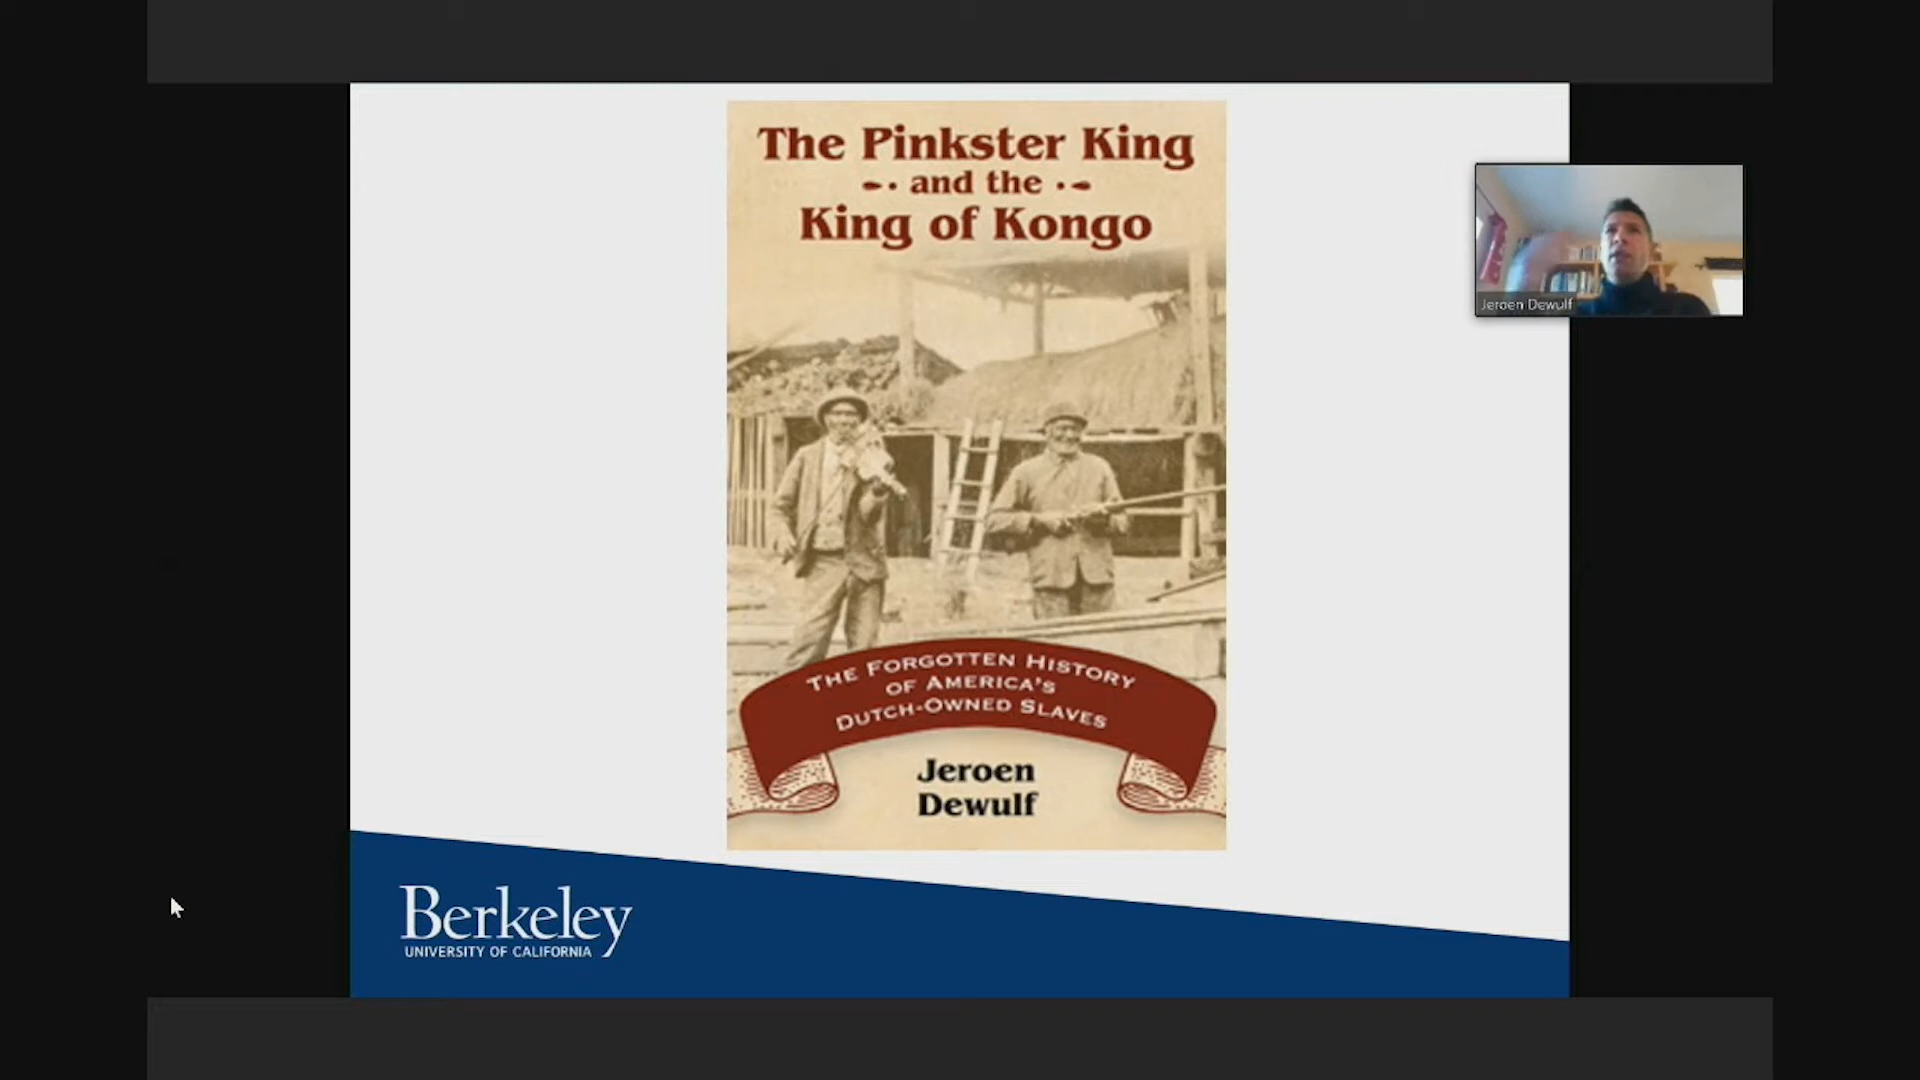 The Pinkster King
and the
King of Kongo
THE FORGOTTEN HISTORY
OF AMERICA'S
DUTCH-OWNED SLAVES
Jeroen
Dewulf
Jeroen Dewulf
Berkeley
UNIVERSITY OF CALIFORNIA